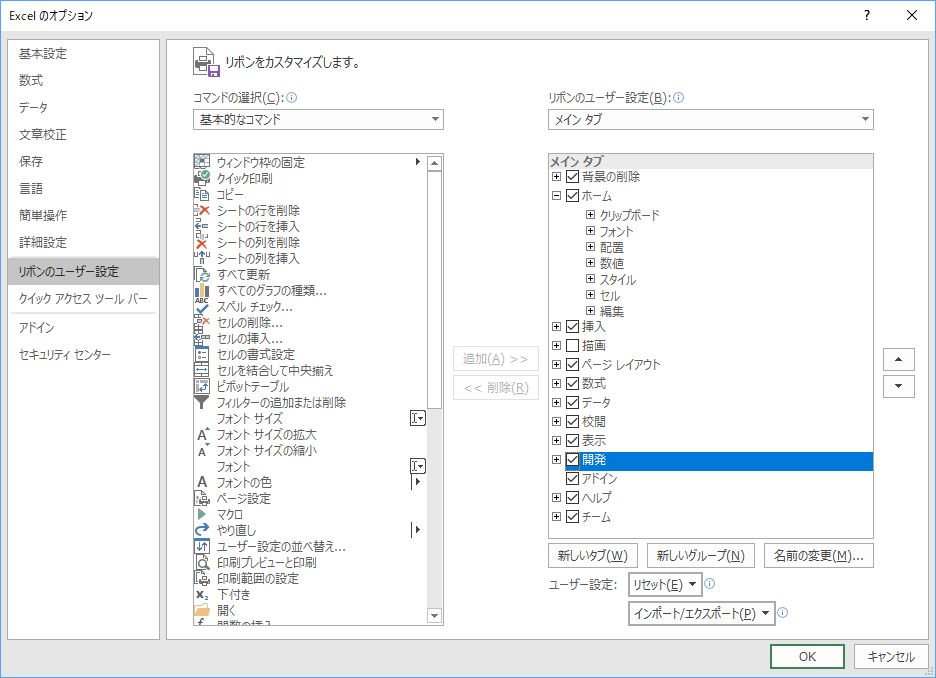 Excel のオプション
?
基本設定
数式
データ
文章校正
保存
言語
簡単操作
詳細設定
リボンのユーザー設定
クイック アクセス ツール バー
アドイン
セキュリティ センター
リボンをカスタマイズします。
コマンドの選択(C):
基本的なコマンド
ウィンドウ枠の固定
クイック印刷
コピー
シートの行を削除
シートの行を挿入
シートの列を削除
シートの列を挿入
すべて更新
すべてのグラフの種類...
スペル チェック...
セルの削除...
セルの挿入...
セルの書式設定
セルを結合して中央揃え
ピボットテーブル
フィルターの追加または削除
フォント サイズ
フォント サイズの拡大
フォント サイズの縮小
フォント
フォントの色
ページ設定
マクロ
やり直し
ユーザー設定の並べ替え...
印刷プレビューと印刷
印刷範囲の設定
下付き
開く
関数の挿入
追加(A) >>
<< 削除(R)
リボンのユーザー設定(B):
メイン タブ
メイン タブ
背景の削除
ホーム
クリップボード
フォント
配置
数値
スタイル
セル
編集
挿入
描画
ページ レイアウト
数式
データ
校閲
表示
開発
アドイン
ヘルプ
チーム
新しいタブ(W)
新しいグループ(N)
名前の変更(M)...
ユーザー設定:
リセット(E)
インポート/エクスポート(P)
OK
キャンセル